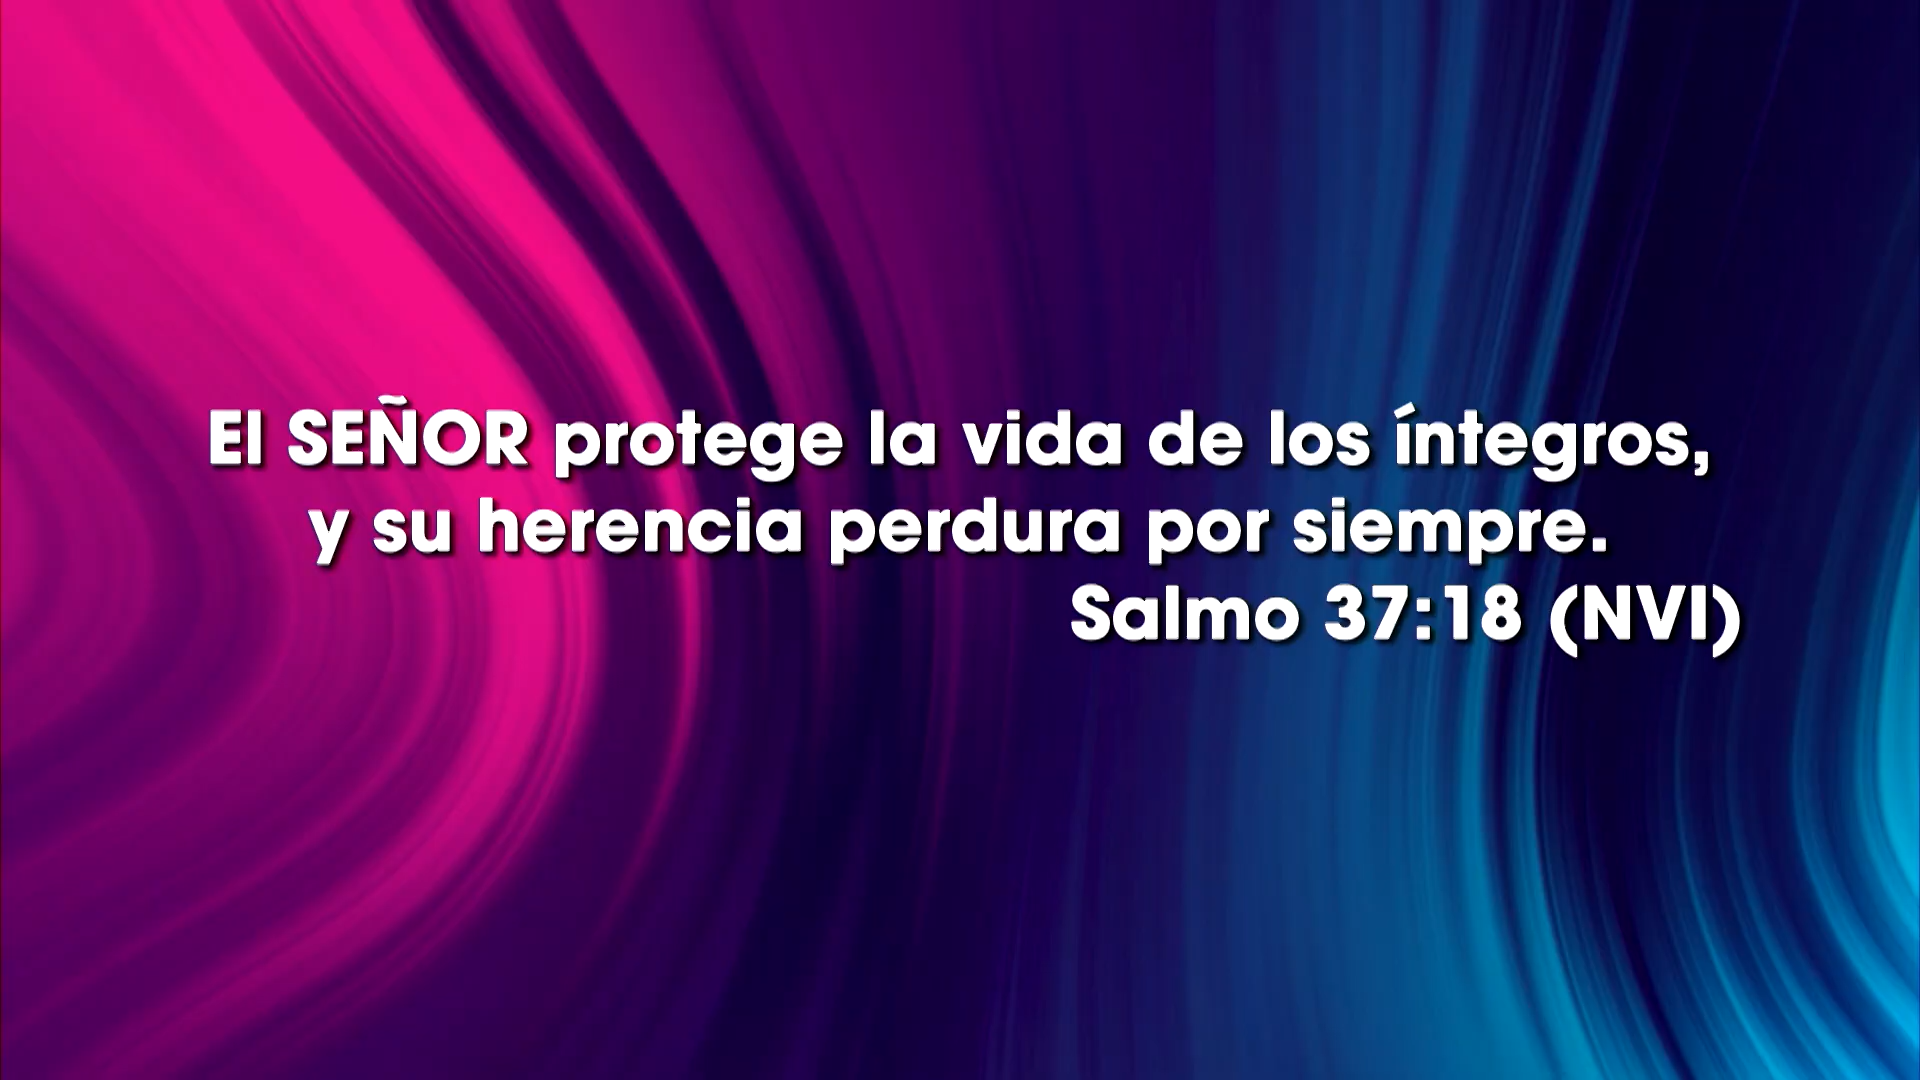 El SEÑOR protege la vida de los íntegros,
y su herencia perdura por siempre.
Salmo 37:18 (NVI)